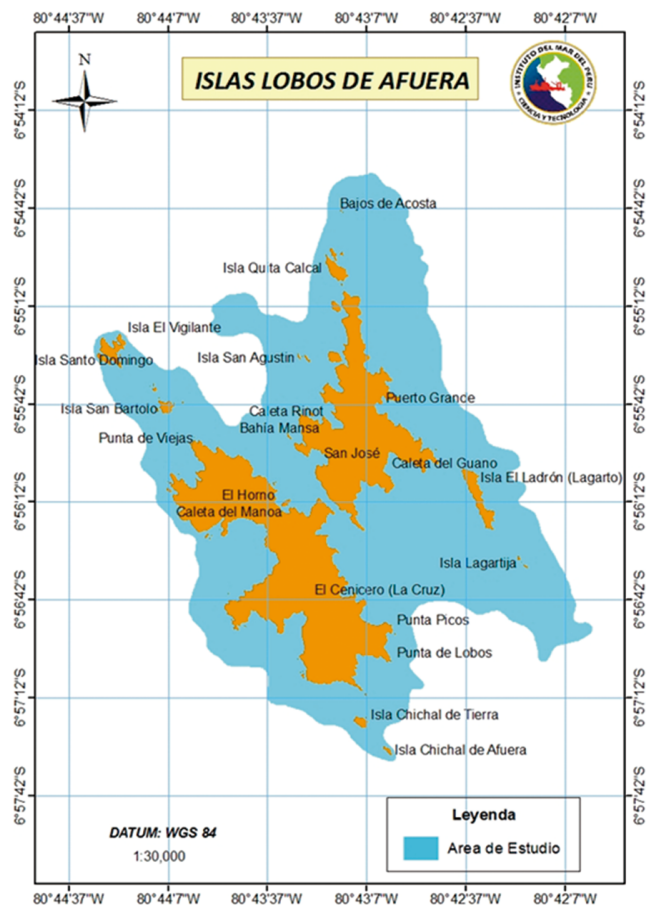 80°44'37"W 80°44'7"W 80°43'37"W 80°43'7"W 80°42'37"W 80°42'7"W
N
ISLAS LOBOS DE AFUERA
INSTITUTO DEL MAR DEL PERU
CIENCIA Y TECNOLOGIA
6°54'12"S 6°54'12"S
6°54'42"S 6°54'42"S
Bajos de Acosta
Isla Quita Calcal
6°55'12"S 6°55'12"S
Isla El Vigilante
Isla Santo Domingo
Isla San Agustin
6°55'42"S 6°55'42"S
Puerto Grance
Isla San Bartolo
Caleta Rinot
Bahía Mansa
Punta de Viejas
San José
Caleta del Guano
Isla El Ladrón (Lagarto)
El Horno
6°56'12"S 6°56'12"S
Caleta del Manoa
Isla Lagartija
El Cenicero (La Cruz)
6°56'42"S 6°56'42"S
Punta Picos
Punta de Lobos
6°57'12"S 6°57'12"S
Isla Chichal de Tierra
Isla Chichal de Afuera
6°57'42"S 6°57'42"S
Leyenda
Area de Estudio
DATUM: WGS 84
1:30,000
80°44'37"W 80°44'7"W 80°43'37"W 80°43'7"W 80°42'37"W 80°42'7"W